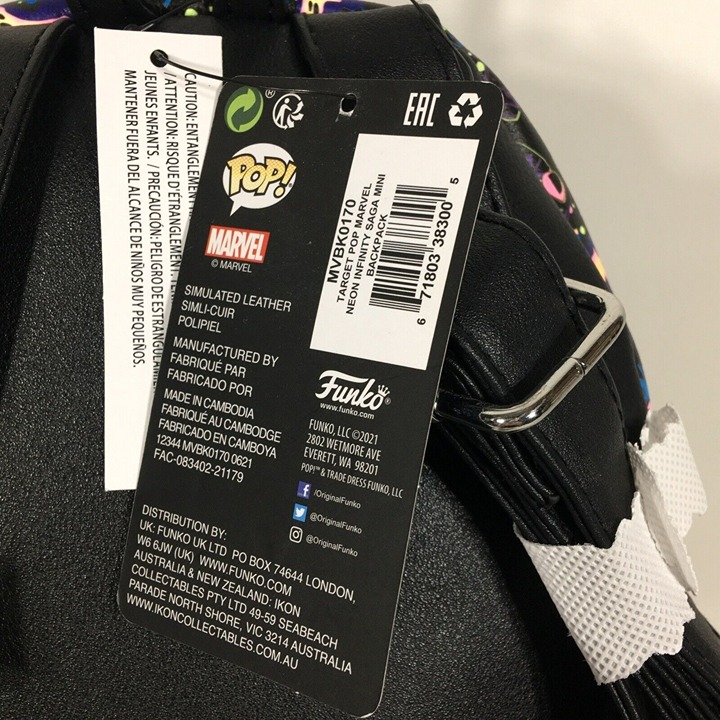 CAUTION: ENTANGLEMENT
/ ATTENTION: RISQUE D'ÉTRANGLEMENT
JEUNES ENFANTS. / PRECAUCIÓN: PELIGRO DE ESTRANGULAMI
MANTENER FUERA DEL ALCANCE DE NIÑOS MUY PEQUEÑOS.
EAC
POP!
MARVEL
© MARVEL
SIMULATED LEATHER
SIMLI-CUIR
POLIPIEL
MANUFACTURED BY
FABRIQUÉ PAR
FABRICADO POR
MADE IN CAMBODIA
FABRIQUÉ AU CAMBODGE
FABRICADO EN CAMBOYA
12344 MVBK0170 0621
FAC-083402-21179
MVBK0170
TARGET POP MARVEL
NEON INFINITY SAGA MINI
BACKPACK
6 71803 38300 5
Funko®
www.funko.com
FUNKO, LLC ©2021
2802 WETMORE AVE
EVERETT, WA 98201
POP!™ & TRADE DRESS FUNKO, LLC
/OriginalFunko
@OriginalFunko
@OriginalFunko
DISTRIBUTION BY:
UK: FUNKO UK LTD PO BOX 74644 LONDON,
W6 6JW (UK) WWW.FUNKO.COM
AUSTRALIA & NEW ZEALAND: IKON
COLLECTABLES PTY LTD 49-59 SEABEACH
PARADE NORTH SHORE, VIC 3214 AUSTRALIA
WWW.IKONCOLLECTABLES.COM.AU